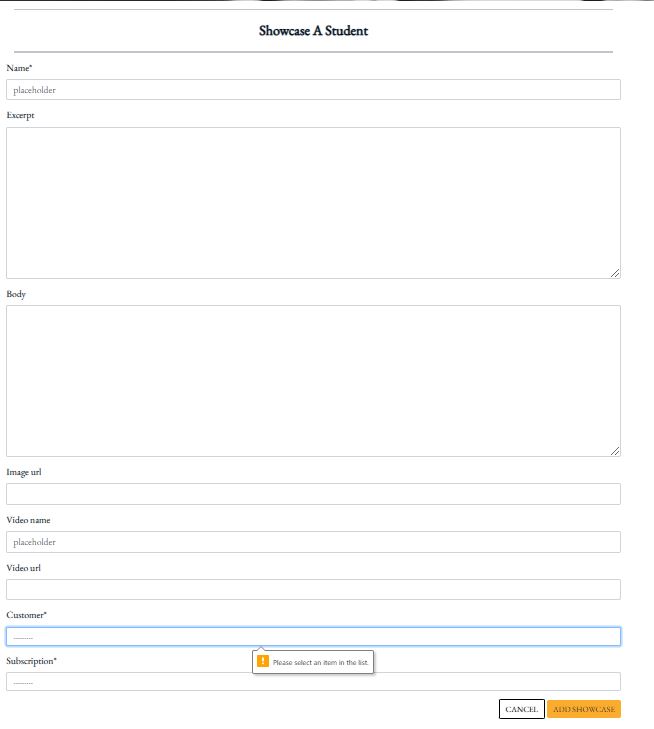 Showcase A Student
Name*
placeholder
Excerpt
Body
Image url
Video name
placeholder
Video url
Customer*
---------
Please select an item in the list.
Subscription*
---------
CANCEL ADD SHOWCASE